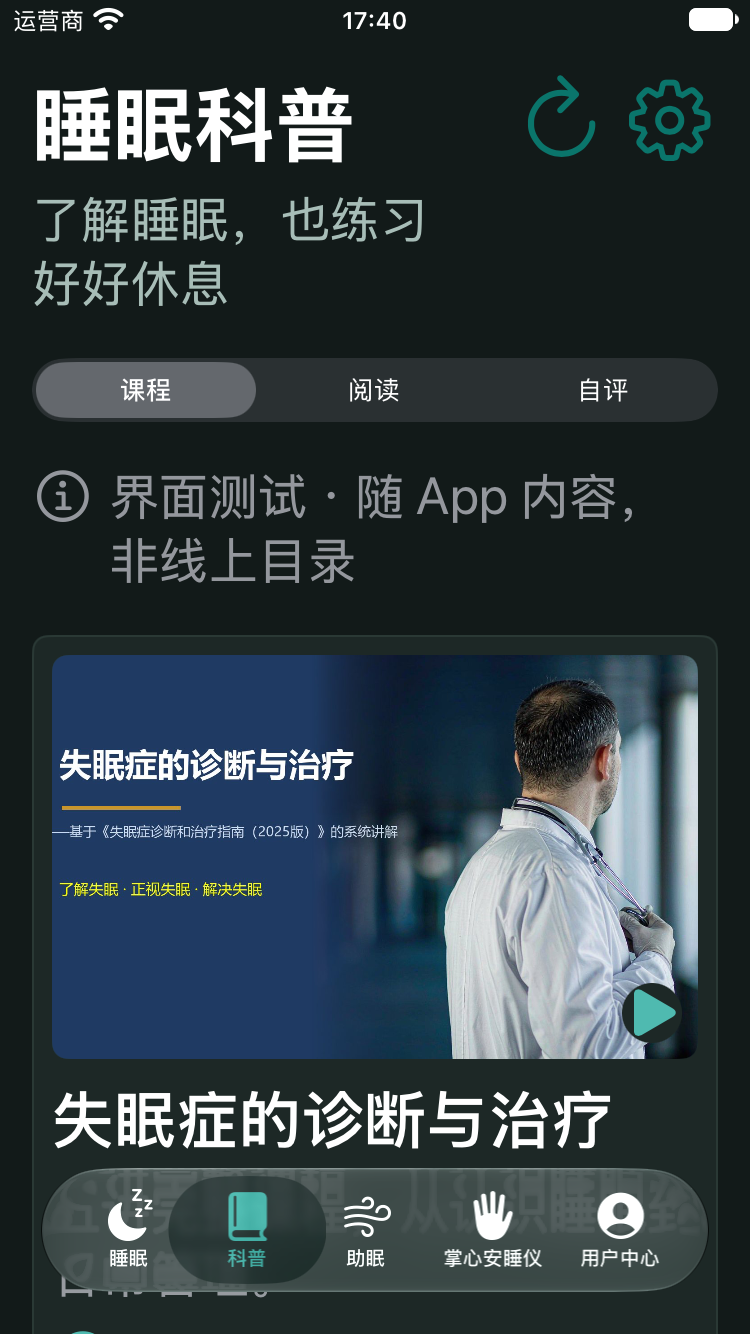 运营商
17:40
睡眠科普
了解睡眠，也练习
好好休息
课程
阅读
自评
界面测试 · 随 App 内容，
非线上目录
失眠症的诊断与治疗
──基于《失眠症诊断和治疗指南（2025版）》的系统讲解
了解失眠 · 正视失眠 · 解决失眠
失眠症的诊断与治疗
睡眠
科普
助眠
掌心安睡仪
用户中心